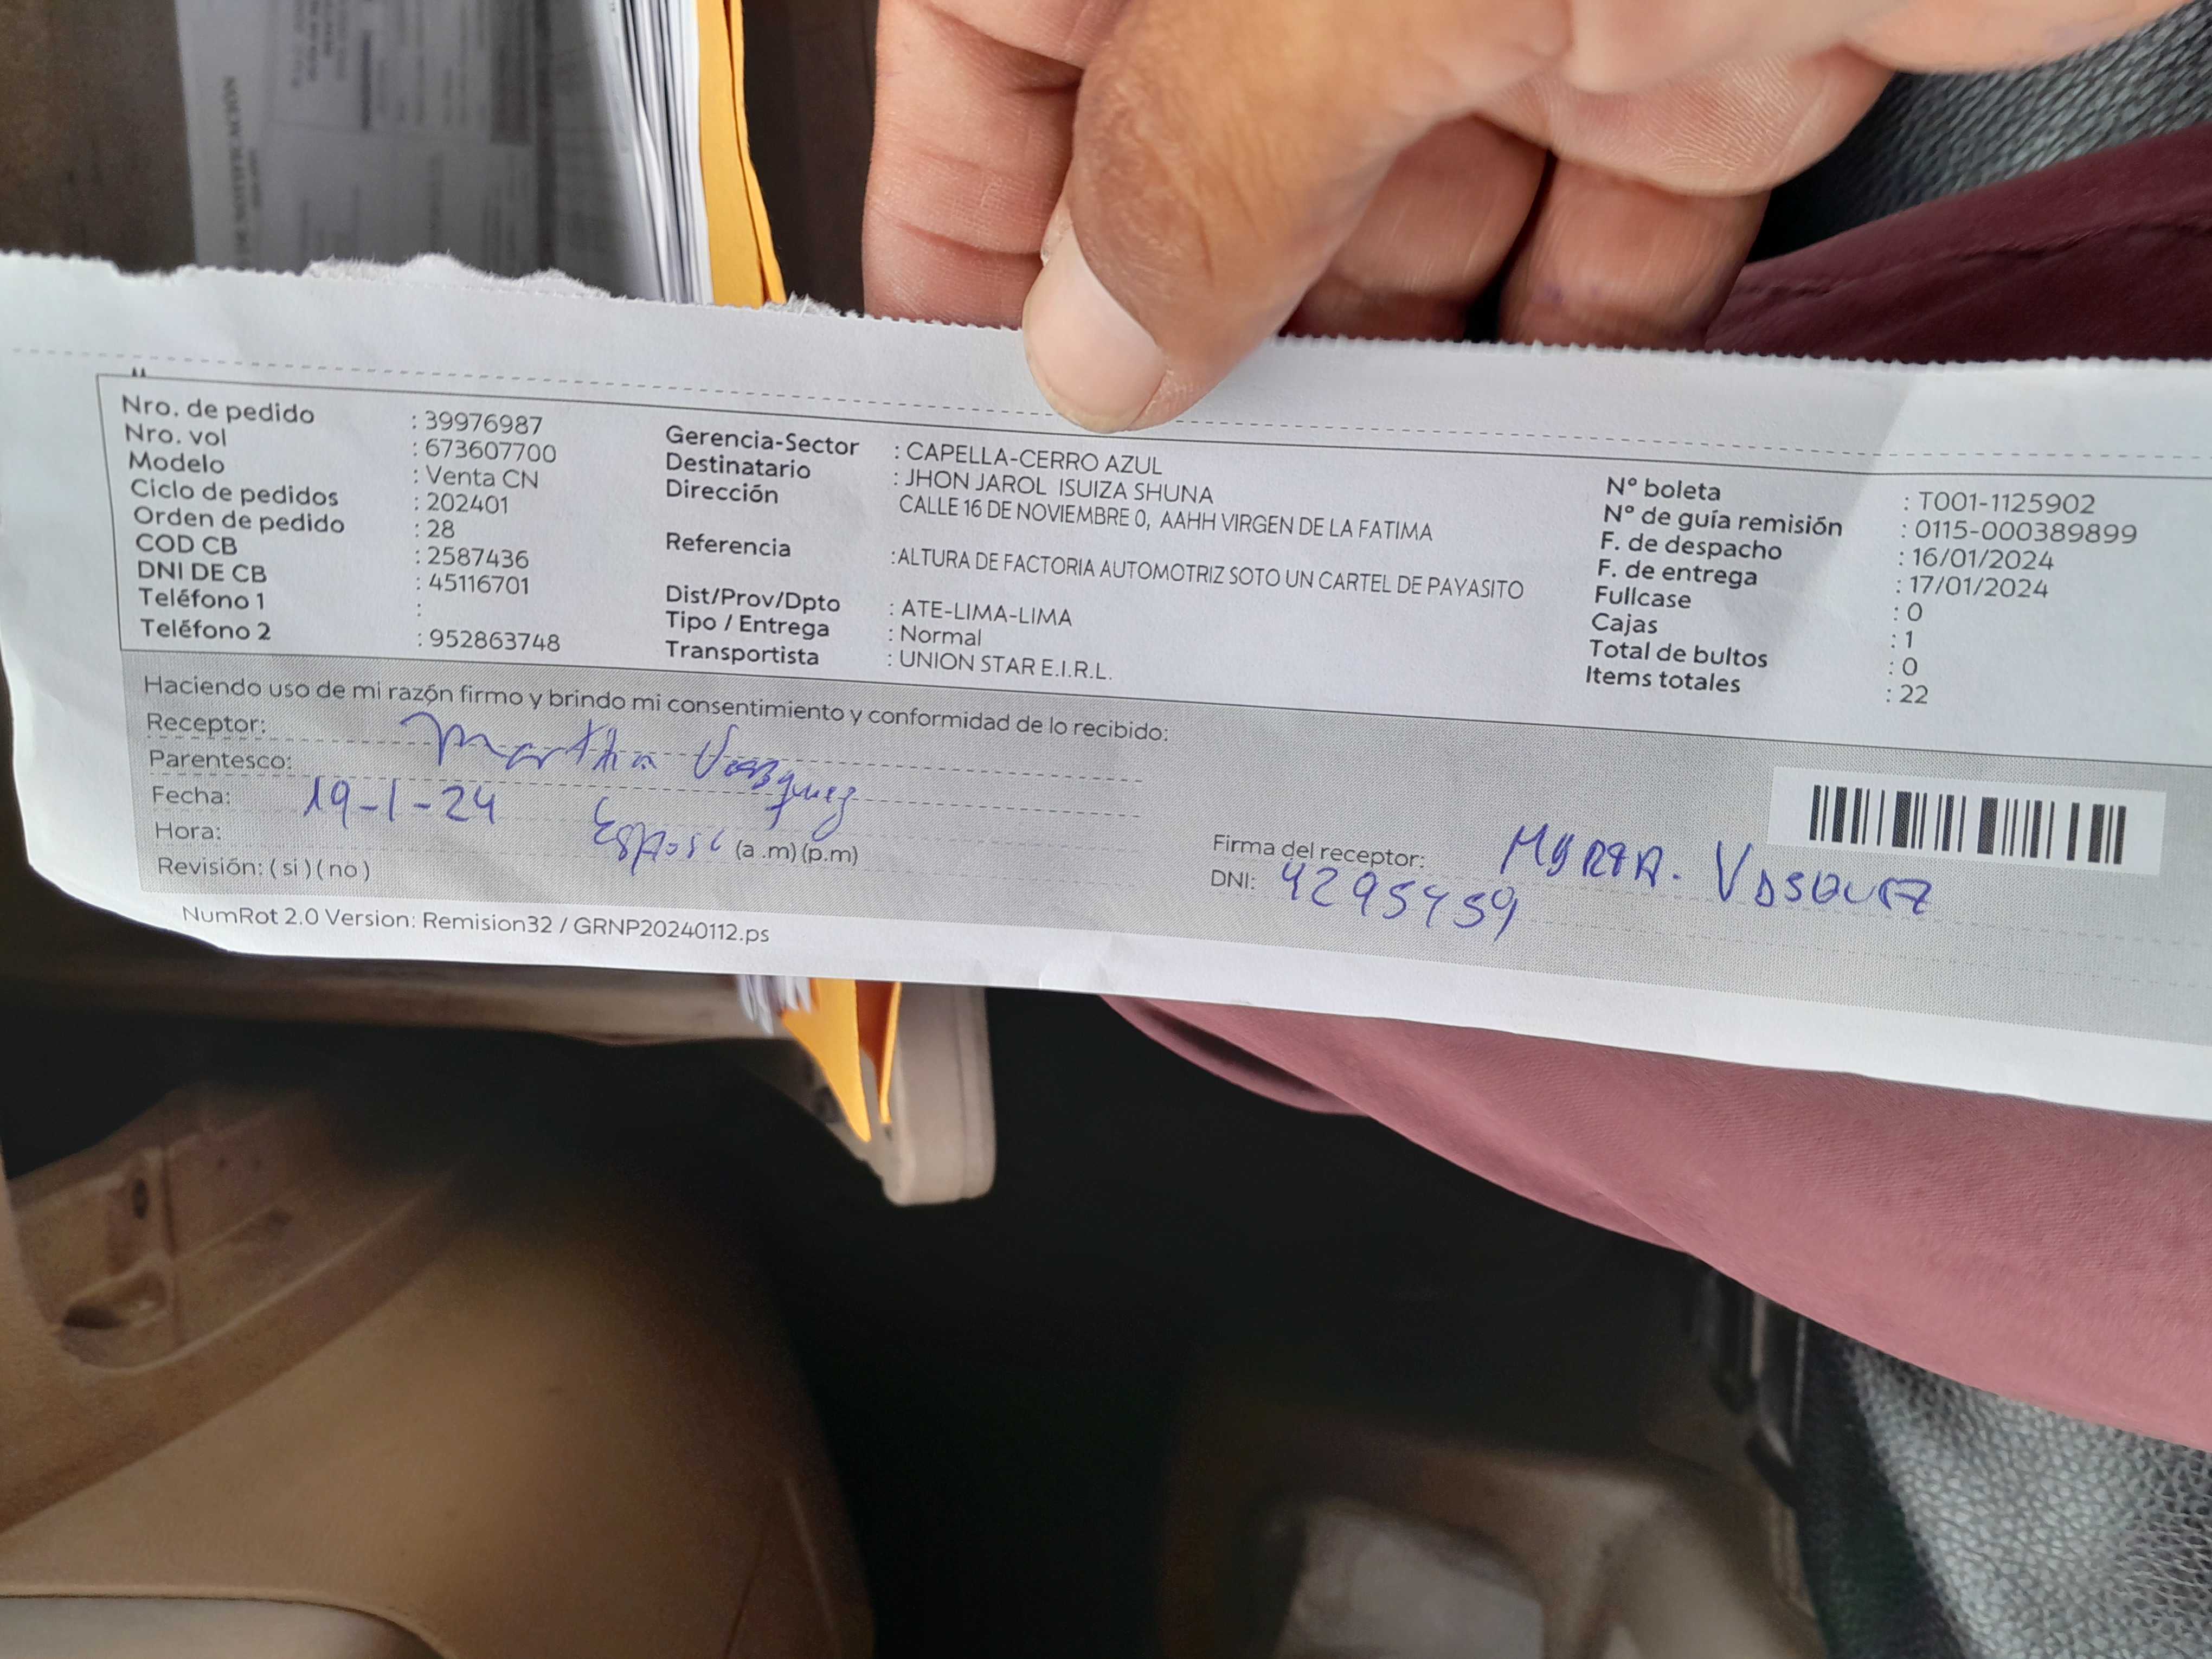 DE NOTIFICACIÓN
Nro. de pedido : 39976987
Nro. vol : 673607700
Modelo : Venta CN
Ciclo de pedidos : 202401
Orden de pedido : 28
COD CB : 2587436
DNI DE CB : 45116701
Teléfono 1 :
Teléfono 2 : 952863748
Gerencia-Sector : CAPELLA-CERRO AZUL
Destinatario : JHON JAROL ISUIZA SHUNA
Dirección CALLE 16 DE NOVIEMBRE 0, AAHH VIRGEN DE LA FATIMA
Referencia :ALTURA DE FACTORIA AUTOMOTRIZ SOTO UN CARTEL DE PAYASITO
Dist/Prov/Dpto : ATE-LIMA-LIMA
Tipo / Entrega : Normal
Transportista : UNION STAR E.I.R.L.
N° boleta : T001-1125902
N° de guía remisión : 0115-000389899
F. de despacho : 16/01/2024
F. de entrega : 17/01/2024
Fullcase : 0
Cajas : 1
Total de bultos : 0
Items totales : 22
Haciendo uso de mi razón firmo y brindo mi consentimiento y conformidad de lo recibido:
Receptor: Martha Vasquez
Parentesco:
Fecha: 19-1-24
Hora: Esposa (a .m) (p.m)
Revisión: ( si ) ( no )
Firma del receptor: Vasquez
DNI: 4295459
NumRot 2.0 Version: Remision32 / GRNP20240112.ps